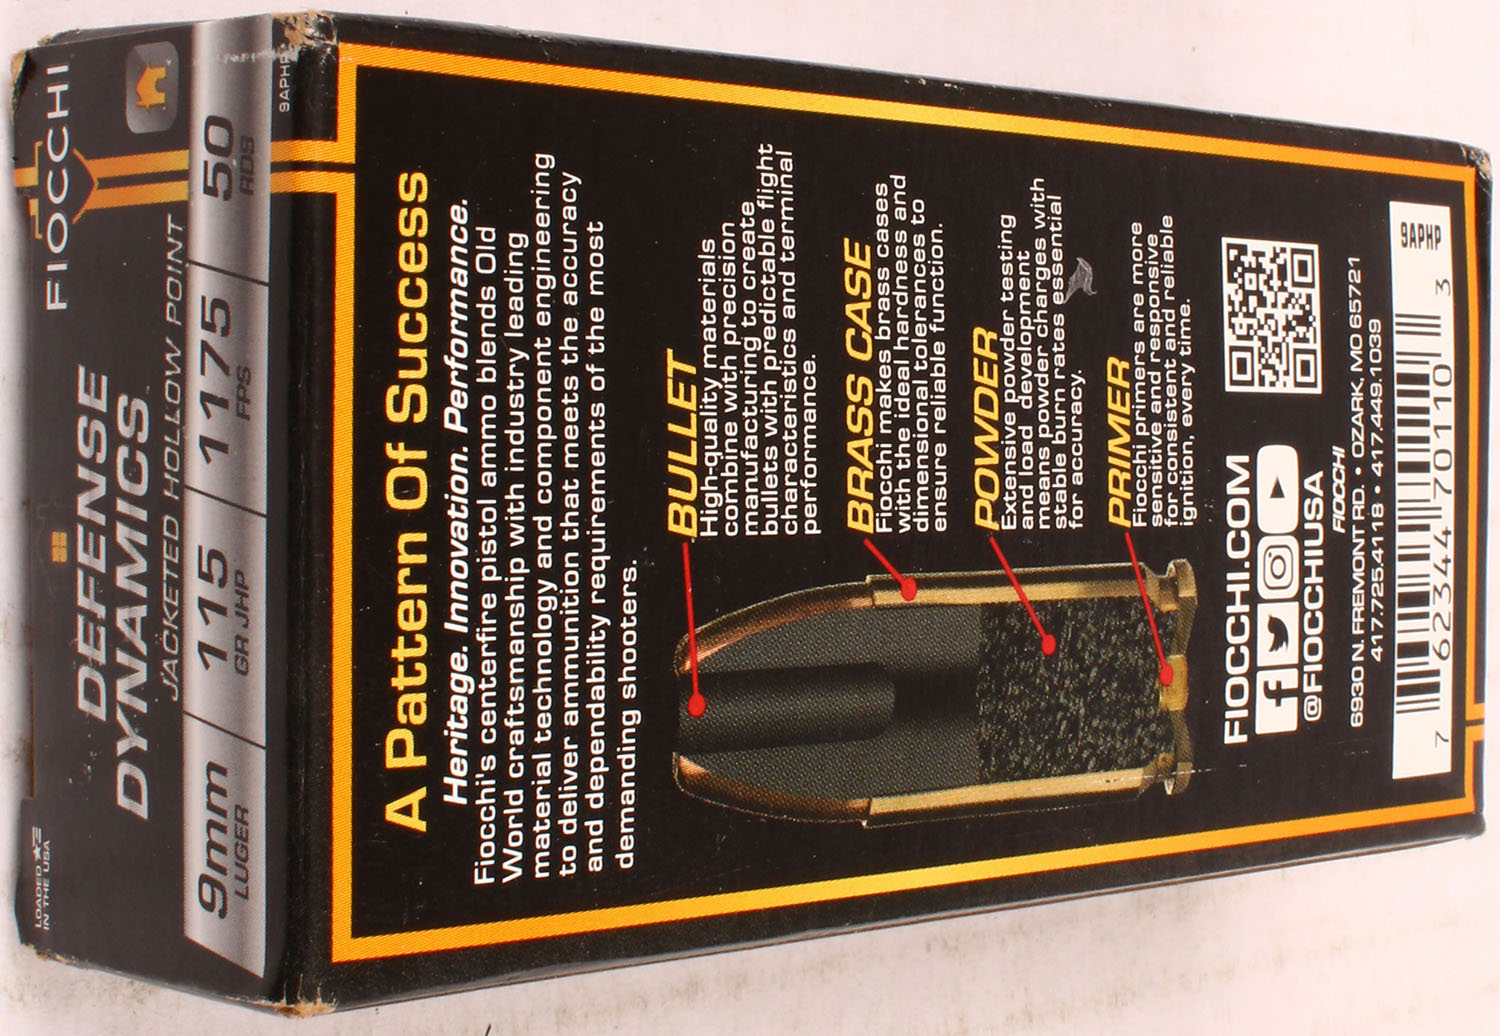 FIOCCHI
DEFENSE
DYNAMICS
JACKETED HOLLOW POINT
LOADED
IN THE USA
9mm
LUGER
115
GR JHP
1175
FPS
50
RDS
9APHP
A Pattern Of Success
Heritage. Innovation. Performance.
Fiocchi's centerfire pistol ammo blends Old
World craftsmanship with industry leading
material technology and component engineering
to deliver ammunition that meets the accuracy
and dependability requirements of the most
demanding shooters.
BULLET
High-quality materials
combine with precision
manufacturing to create
bullets with predictable flight
characteristics and terminal
performance.
BRASS CASE
Fiocchi makes brass cases
with the ideal hardness and
dimensional tolerances to
ensure reliable function.
POWDER
Extensive powder testing
and load development
means powder charges with
stable burn rates essential
for accuracy.
PRIMER
Fiocchi primers are more
sensitive and responsive
for consistent and reliable
ignition, every time.
FIOCCHI.COM
@FIOCCHIUSA
FIOCCHI
6930 N. FREMONT RD. • OZARK, MO 65721
417.725.4118 • 417.449.1039
9APHP
7 62344 70110 3